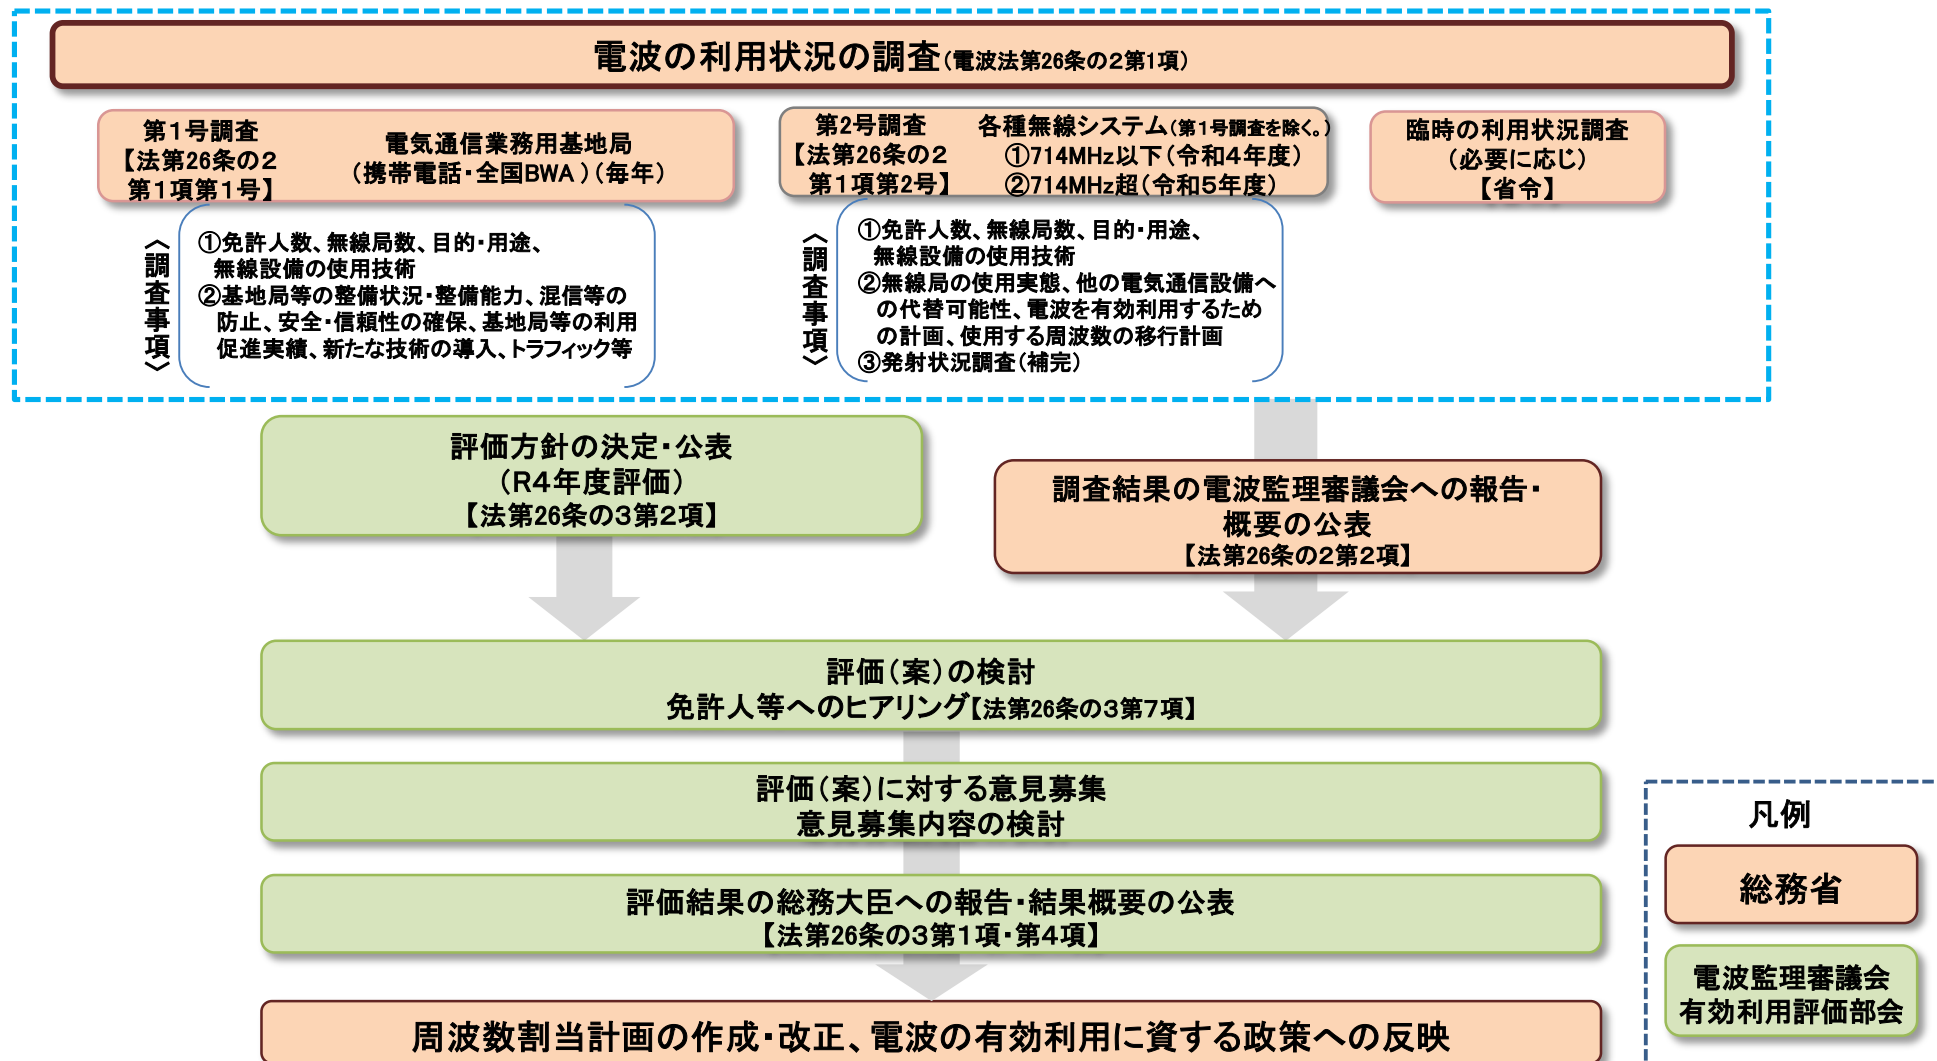 電波の利用状況の調査(電波法第26条の2第1項)
第1号調査
【法第26条の2
第1項第1号】
電気通信業務用基地局
(携帯電話・全国BWA)(毎年)
第2号調査
【法第26条の2
第1項第2号】
各種無線システム(第1号調査を除く。)
①714MHz以下(令和4年度)
②714MHz超(令和5年度)
臨時の利用状況調査
(必要に応じ)
【省令】
〈調査事項〉
①免許人数、無線局数、目的・用途、
無線設備の使用技術
②基地局等の整備状況・整備能力、混信等の
防止、安全・信頼性の確保、基地局等の利用
促進実績、新たな技術の導入、トラフィック等
〈調査事項〉
①免許人数、無線局数、目的・用途、
無線設備の使用技術
②無線局の使用実態、他の電気通信設備へ
の代替可能性、電波を有効利用するため
の計画、使用する周波数の移行計画
③発射状況調査(補完)
評価方針の決定・公表
(R4年度評価)
【法第26条の3第2項】
調査結果の電波監理審議会への報告・
概要の公表
【法第26条の2第2項】
評価(案)の検討
免許人等へのヒアリング【法第26条の3第7項】
評価(案)に対する意見募集
意見募集内容の検討
評価結果の総務大臣への報告・結果概要の公表
【法第26条の3第1項・第4項】
周波数割当計画の作成・改正、電波の有効利用に資する政策への反映
凡例
総務省
電波監理審議会
有効利用評価部会